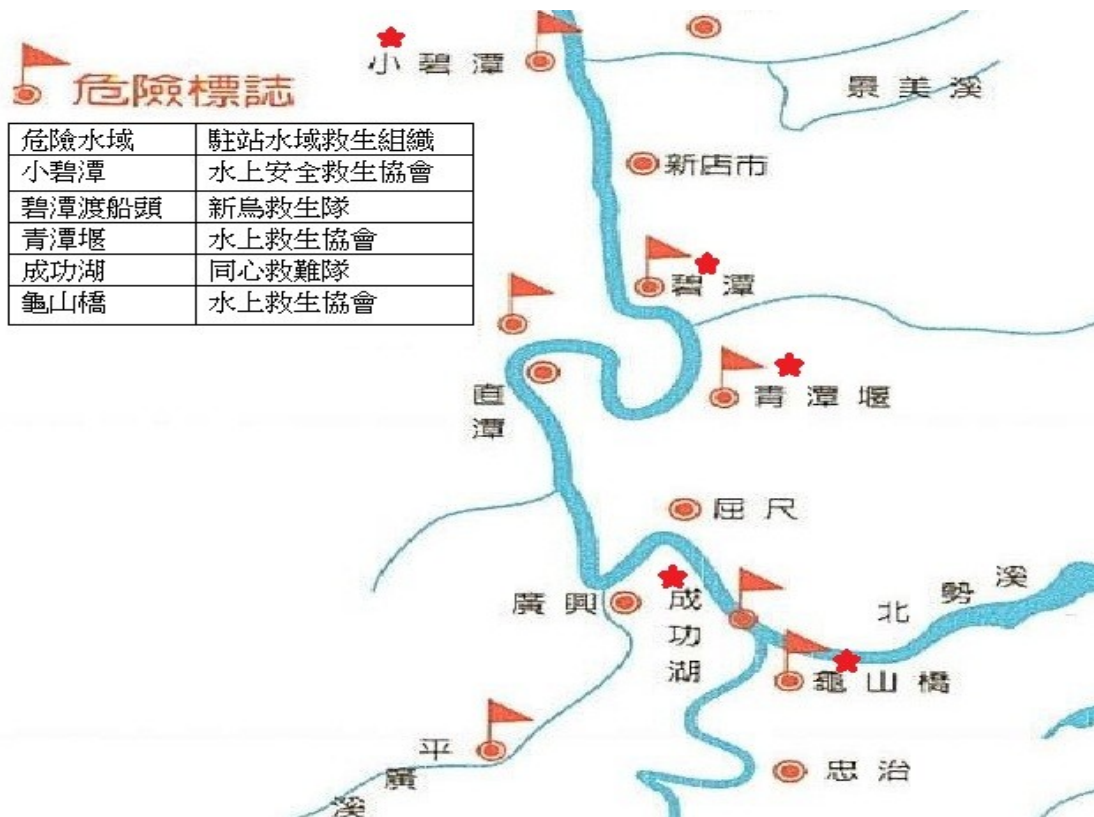 危險標誌
危險水域 駐站水域救生組織
小碧潭 水上安全救生協會
碧潭渡船頭 新烏救生隊
青潭堰 水上救生協會
成功湖 同心救難隊
龜山橋 水上救生協會
小碧潭
景美溪
新店市
碧潭
青潭堰
直潭
屈尺
廣興
成功湖
北勢溪
龜山橋
平廣溪
忠治